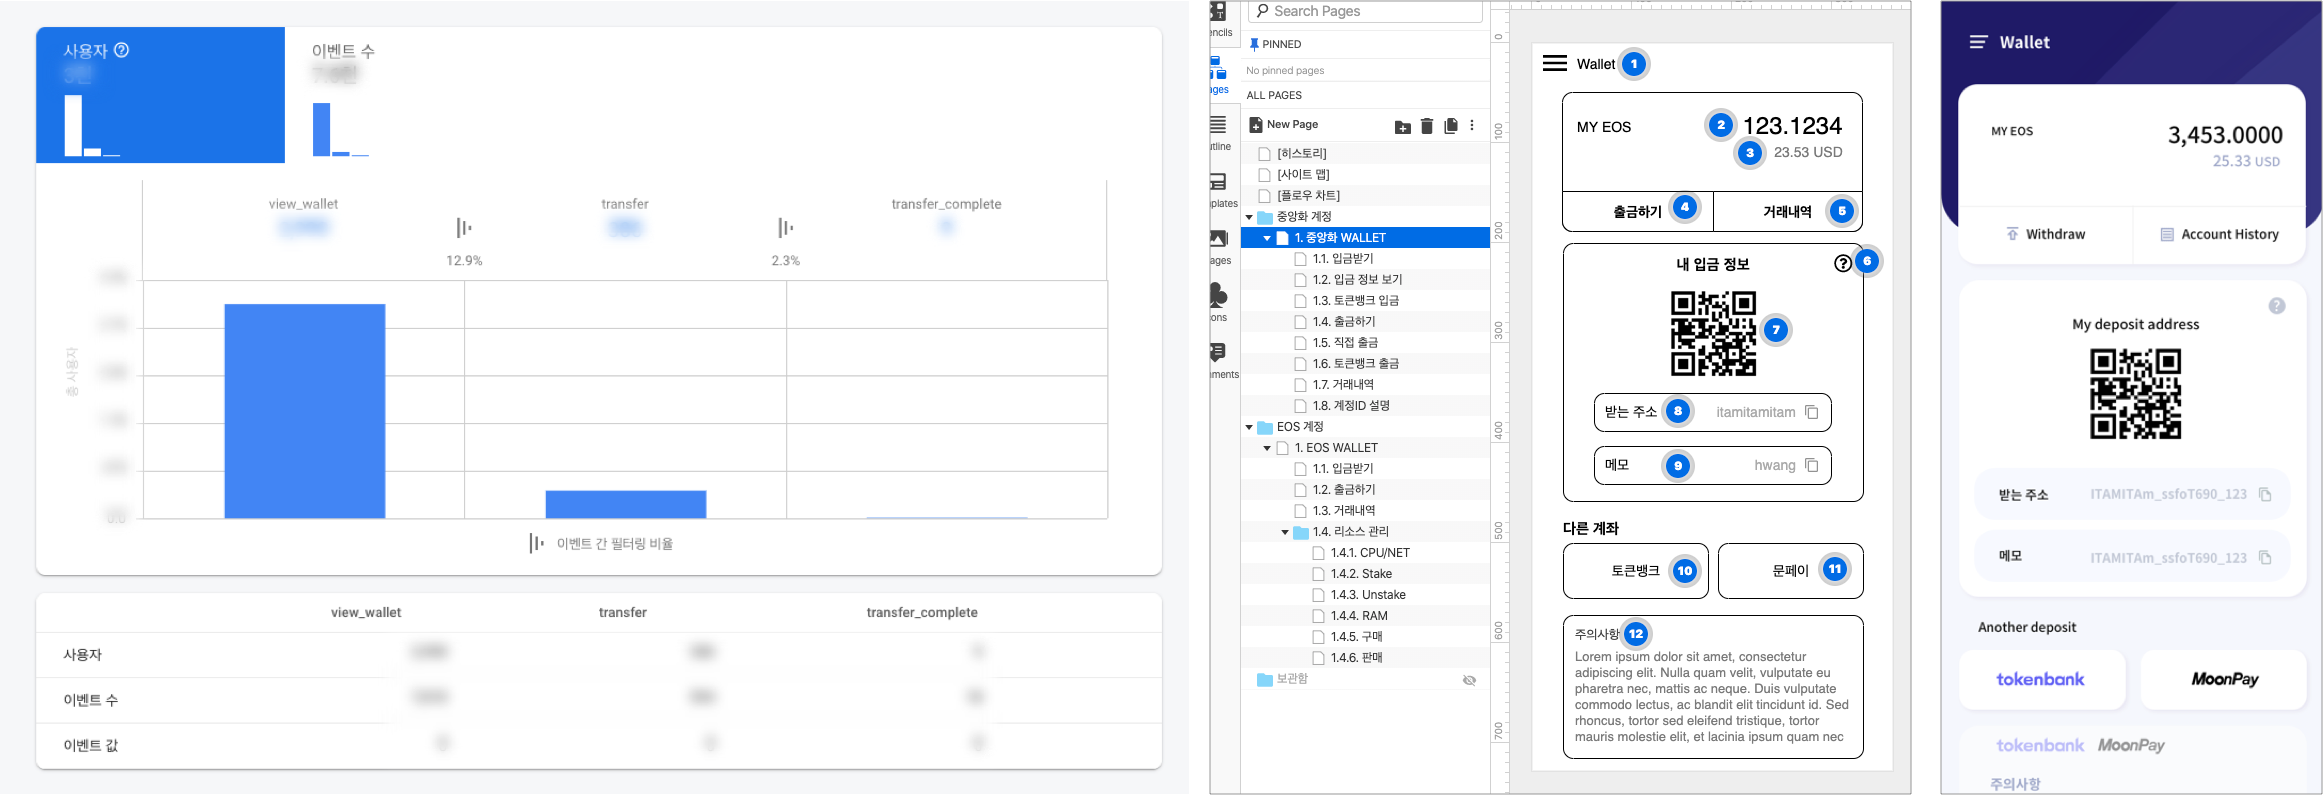 사용자
이벤트 수
view_wallet
transfer
transfer_complete
12.9%
2.3%
총 사용자
0.0
이벤트 간 필터링 비율
view_wallet
transfer
transfer_complete
사용자
이벤트 수
이벤트 값
ncils
ages
utline
nplates
ages
ons
nments
Search Pages
PINNED
No pinned pages
ALL PAGES
New Page
[히스토리]
[사이트 맵]
[플로우 차트]
중앙화 계정
1. 중앙화 WALLET
1.1. 입금받기
1.2. 입금 정보 보기
1.3. 토큰뱅크 입금
1.4. 출금하기
1.5. 직접 출금
1.6. 토큰뱅크 출금
1.7. 거래내역
1.8. 계정ID 설명
EOS 계정
1. EOS WALLET
1.1. 입금받기
1.2. 출금하기
1.3. 거래내역
1.4. 리소스 관리
1.4.1. CPU/NET
1.4.2. Stake
1.4.3. Unstake
1.4.4. RAM
1.4.5. 구매
1.4.6. 판매
보관함
0
100
200
300
400
500
600
700
Wallet 1
MY EOS 2 123.1234
3 23.53 USD
출금하기 4 거래내역 5
내 입금 정보 6
7
받는 주소 8 itamitamitam
메모 9 hwang
다른 계좌
토큰뱅크 10 문페이 11
주의사항 12
Lorem ipsum dolor sit amet, consectetur
adipiscing elit. Nulla quam velit, vulputate eu
pharetra nec, mattis ac neque. Duis vulputate
commodo lectus, ac blandit elit tincidunt id. Sed
rhoncus, tortor sed eleifend tristique, tortor
mauris molestie elit, et lacinia ipsum quam nec
Wallet
MY EOS 3,453.0000
25.33 USD
Withdraw Account History
My deposit address
받는 주소 ITAMITAm_ssfoT690_123
메모 ITAMITAm_ssfoT690_123
Another deposit
tokenbank MoonPay
tokenbank MoonPay
주의사항